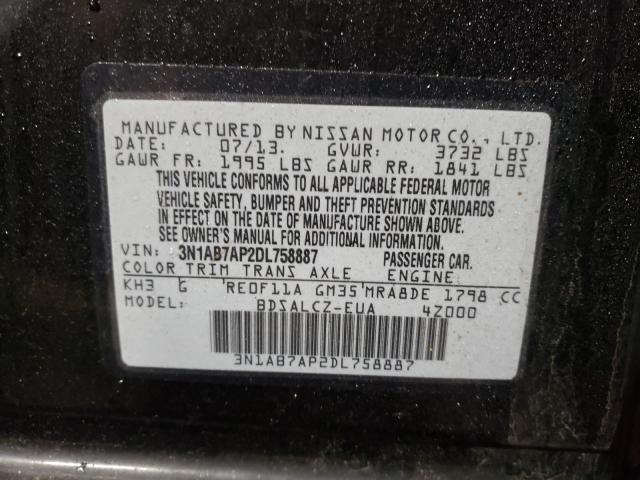 MANUFACTURED BY NISSAN MOTOR CO., LTD.
DATE: 07/13. GVWR: 3732 LBS
GAWR FR: 1995 LBS GAWR RR: 1841 LBS
THIS VEHICLE CONFORMS TO ALL APPLICABLE FEDERAL MOTOR
VEHICLE SAFETY, BUMPER AND THEFT PREVENTION STANDARDS
IN EFFECT ON THE DATE OF MANUFACTURE SHOWN ABOVE.
SEE OWNER'S MANUAL FOR ADDITIONAL INFORMATION.
VIN: 3N1AB7AP2DL758887 PASSENGER CAR.
COLOR TRIM TRANS AXLE ENGINE
KH3 G RE0F11A GM35 MRA8DE 1798 CC
MODEL: BDSALCZ-EUA 4Z000
3N1AB7AP2DL758887